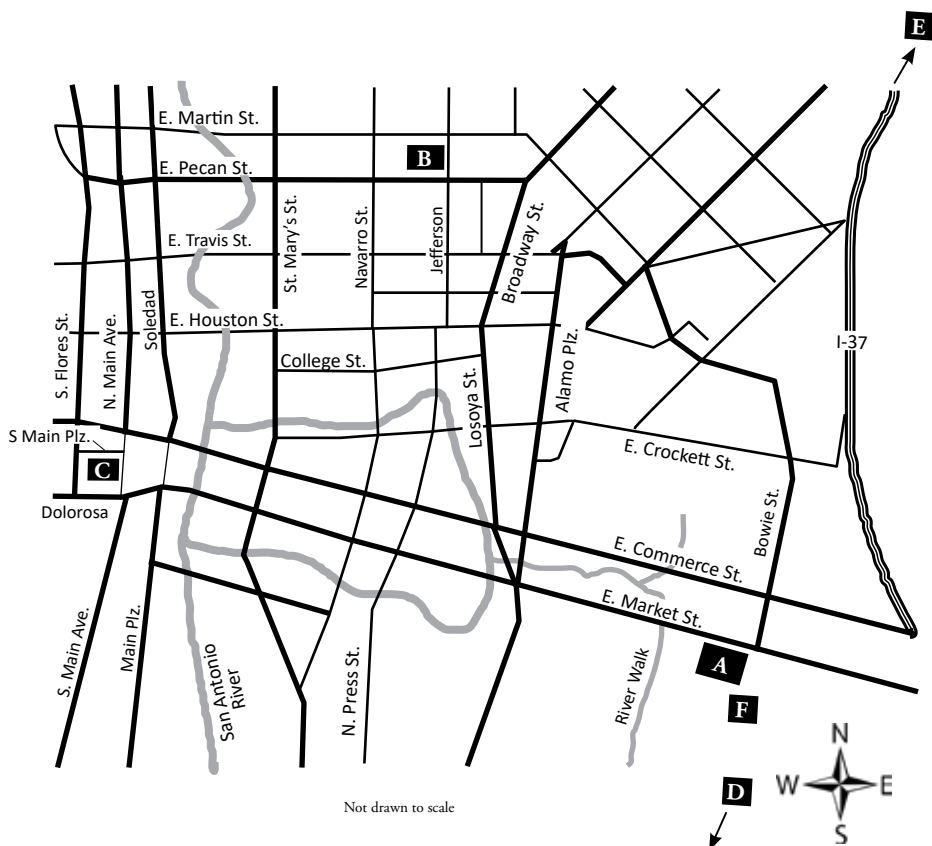 E
E. Martin St.
B
E. Pecan St.
St. Mary's St.
Navarro St.
Jefferson
Broadway St.
E. Travis St.
S. Flores St.
N. Main Ave.
Soledad
E. Houston St.
I-37
Alamo Plz.
College St.
Losoya St.
S Main Plz.
E. Crockett St.
C
Dolorosa
Bowie St.
E. Commerce St.
E. Market St.
A
S. Main Ave.
Main Plz.
San Antonio
River
N. Press St.
River Walk
F
N
W
E
S
D
Not drawn to scale